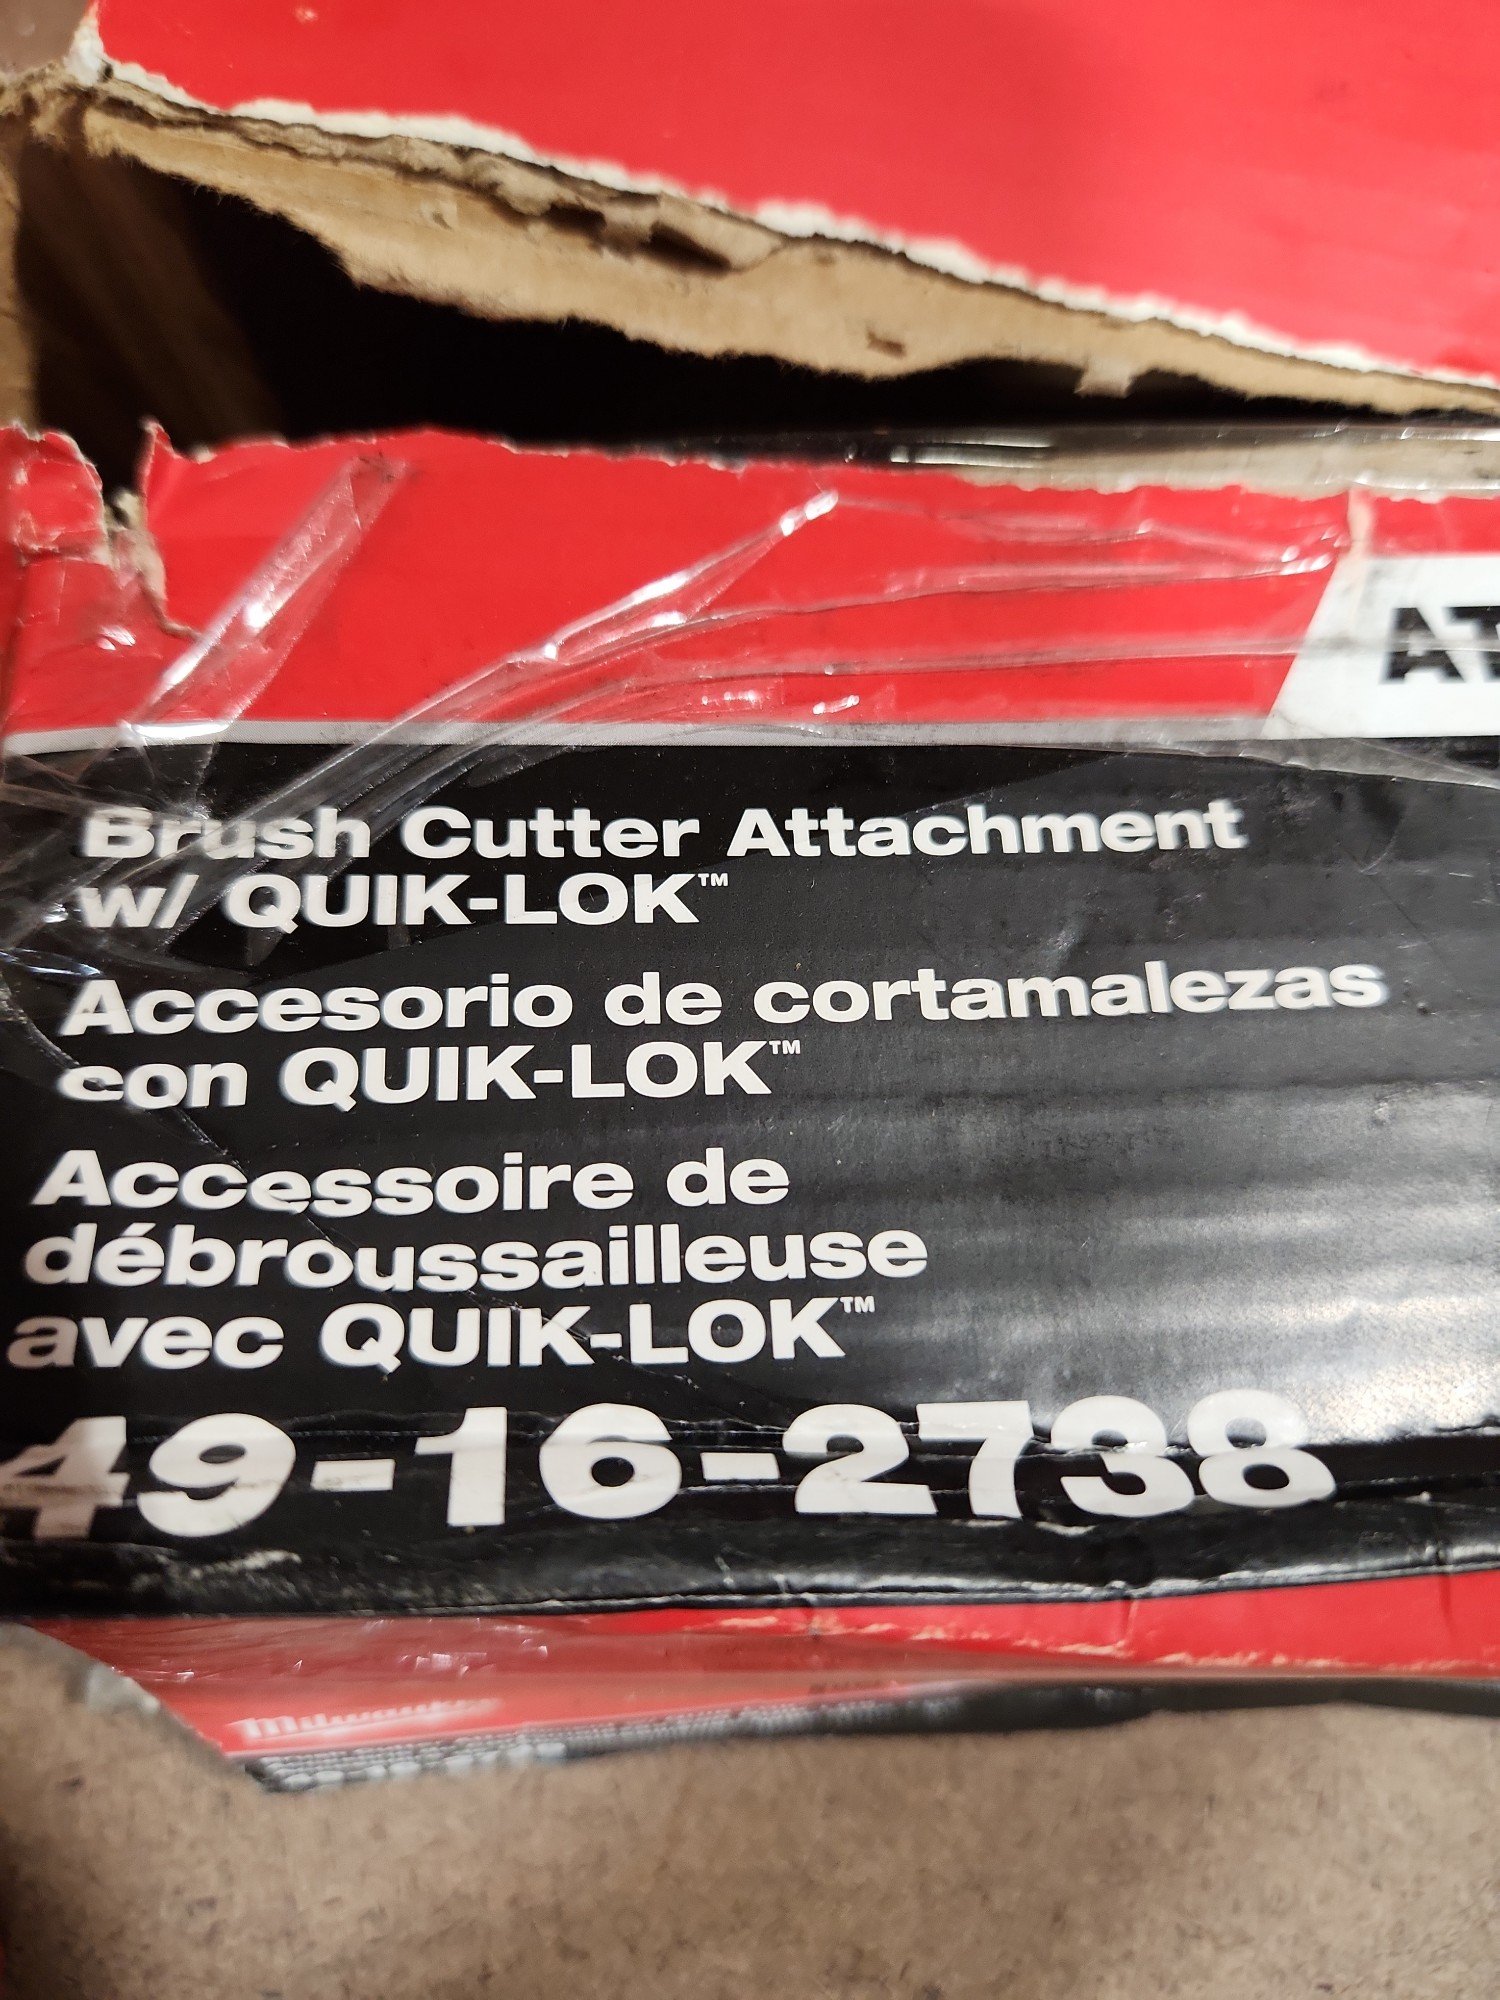 Brush Cutter Attachment
w/ QUIK-LOK™
Accesorio de cortamalezas
con QUIK-LOK™
Accessoire de
débroussailleuse
avec QUIK-LOK™
49-16-2738
Milwaukee